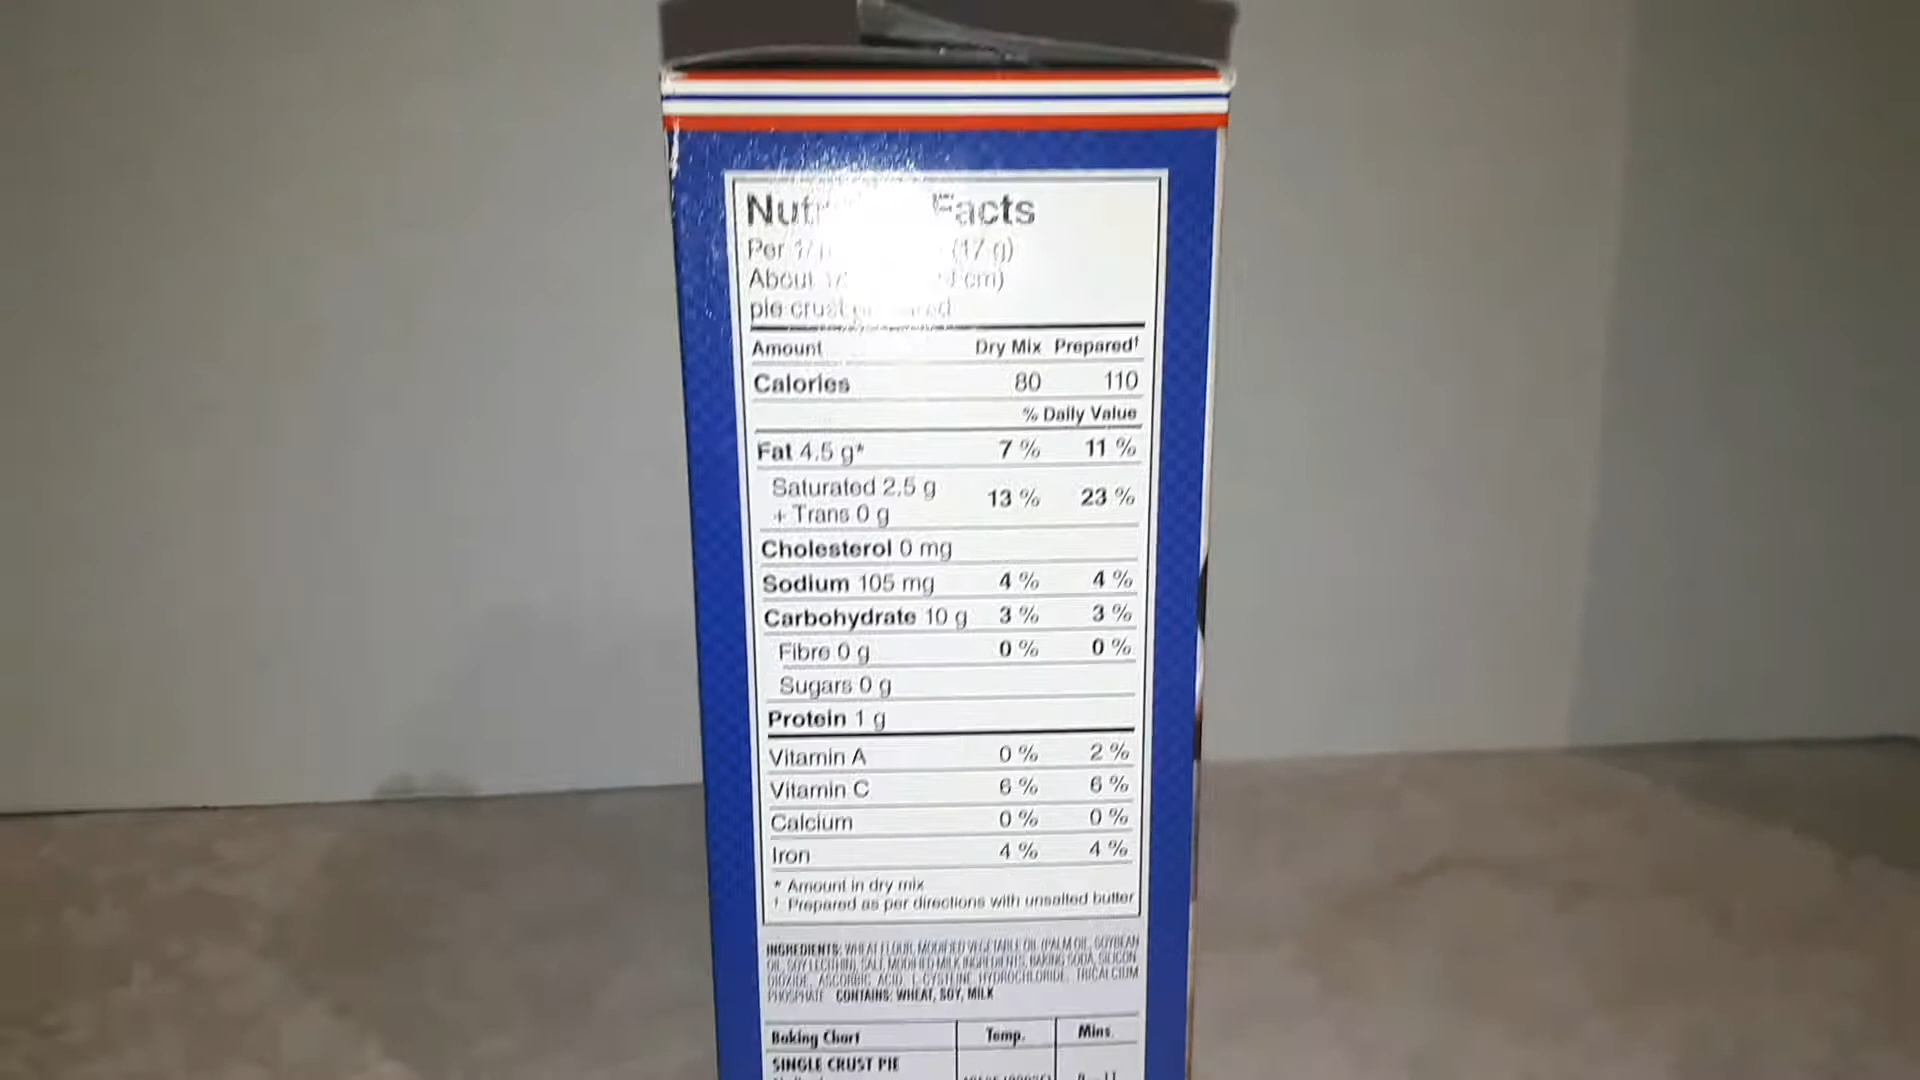 Facts
Per (17 g)
About cm)
pie crust
Amount Dry Mix Prepared†
Calories 80 110
% Daily Value
Fat 4.5 g* 7 % 11 %
Saturated 2.5 g 13 % 23 %
+ Trans 0 g
Cholesterol 0 mg
Sodium 105 mg 4 % 4 %
Carbohydrate 10 g 3 % 3 %
Fibre 0 g 0 % 0 %
Sugars 0 g
Protein 1 g
Vitamin A 0 % 2 %
Vitamin C 6 % 6 %
Calcium 0 % 0 %
Iron 4 % 4 %
* Amount in dry mix
† Prepared as per directions with unsalted butter
INGREDIENTS: WHEAT FLOUR, MODIFIED VEGETABLE OIL (PALM OIL, SOYBEAN
OIL, SOY LECITHIN), SALT, MODIFIED MILK INGREDIENTS, BAKING SODA, SILICON
DIOXIDE, ASCORBIC ACID, L-CYSTEINE HYDROCHLORIDE, TRICALCIUM
PHOSPHATE CONTAINS: WHEAT, SOY, MILK
Baking Chart Temp. Mins.
SINGLE CRUST PIE